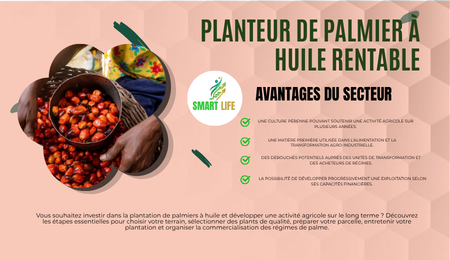 PLANTEUR DE PALMIER À
HUILE RENTABLE
SMART LIFE
AVANTAGES DU SECTEUR
UNE CULTURE PÉRENNE POUVANT SOUTENIR UNE ACTIVITÉ AGRICOLE SUR
PLUSIEURS ANNÉES.
UNE MATIÈRE PREMIÈRE UTILISÉE DANS L'ALIMENTATION ET LA
TRANSFORMATION AGRO-INDUSTRIELLE.
DES DÉBOUCHÉS POTENTIELS AUPRÈS DES UNITÉS DE TRANSFORMATION ET
DES ACHETEURS DE RÉGIMES.
LA POSSIBILITÉ DE DÉVELOPPER PROGRESSIVEMENT UNE EXPLOITATION SELON
SES CAPACITÉS FINANCIÈRES.
Vous souhaitez investir dans la plantation de palmiers à huile et développer une activité agricole sur le long terme ? Découvrez
les étapes essentielles pour choisir votre terrain, sélectionner des plants de qualité, préparer votre parcelle, entretenir votre
plantation et organiser la commercialisation des régimes de palme.